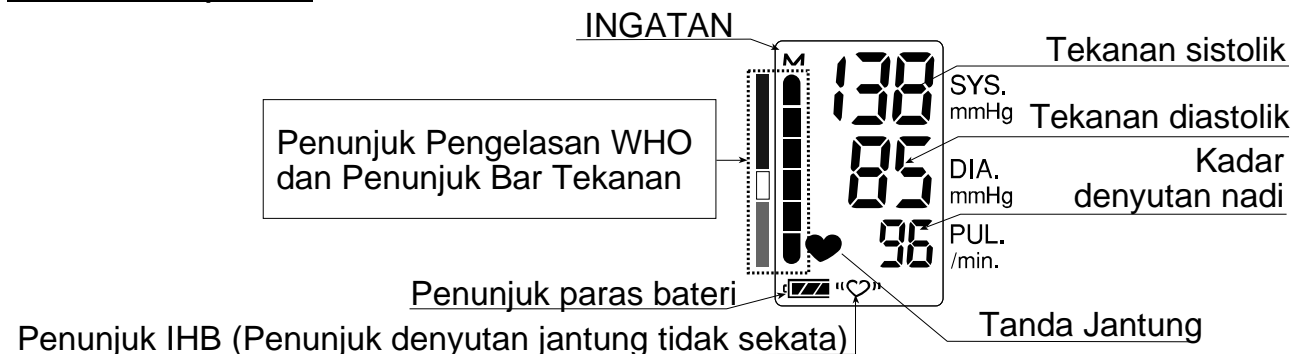 INGATAN
M
138
Tekanan sistolik
SYS.
mmHg
Tekanan diastolik
Penunjuk Pengelasan WHO
dan Penunjuk Bar Tekanan
85
DIA.
mmHg
Kadar
denyutan nadi
96
PUL.
/min.
Penunjuk paras bateri
Tanda Jantung
Penunjuk IHB (Penunjuk denyutan jantung tidak sekata)